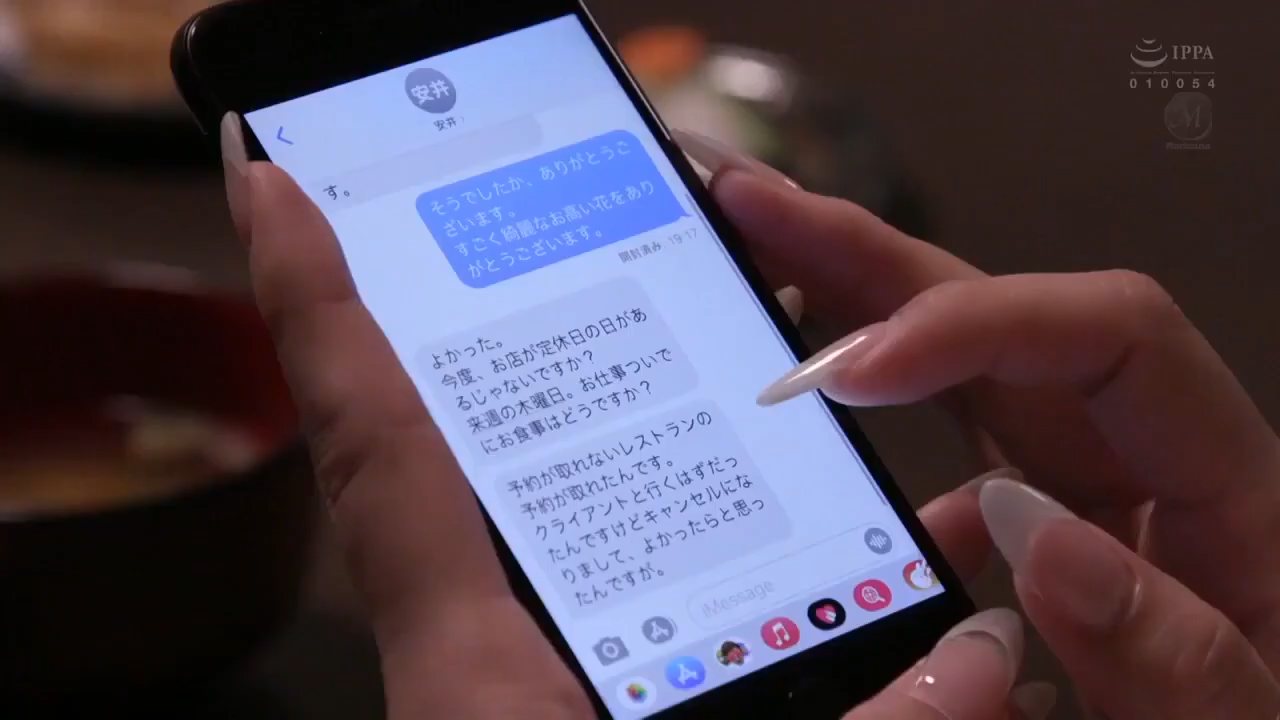 IPPA
010054
安井
安井
す。
そうでしたか、ありがとうご
ざいます。
すごく綺麗なお高い花をあり
がとうございます。
開封済み 19:17
よかった。
今度、お店が定休日の日があ
るじゃないですか?
来週の木曜日。お仕事ついで
にお食事はどうですか?
予約が取れないレストランの
予約が取れたんです。
クライアントと行くはずだっ
たんですけどキャンセルにな
りまして、よかったらと思っ
たんですが。
iMessage